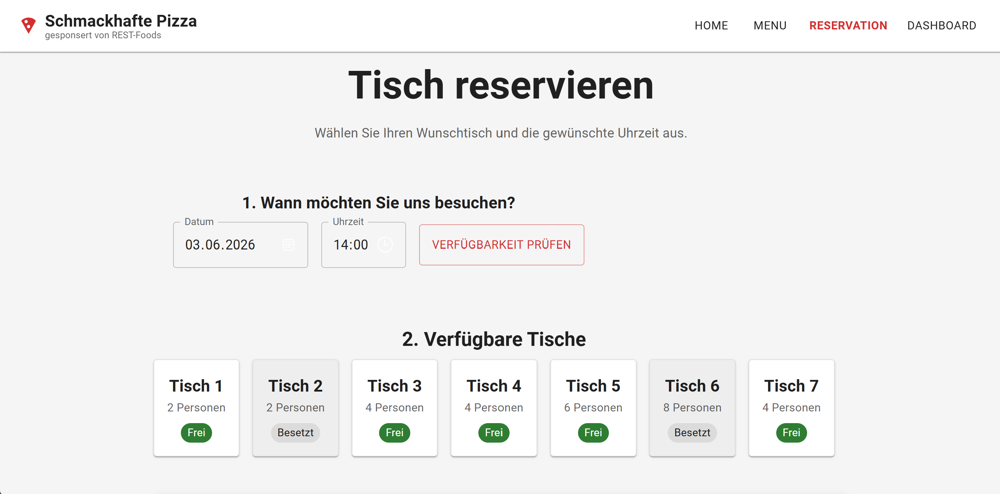 Schmackhafte Pizza
gesponsert von REST-Foods
HOME MENU RESERVATION DASHBOARD
Tisch reservieren
Wählen Sie Ihren Wunschtisch und die gewünschte Uhrzeit aus.
1. Wann möchten Sie uns besuchen?
Datum
03.06.2026
Uhrzeit
14:00
VERFÜGBARKEIT PRÜFEN
2. Verfügbare Tische
Tisch 1
2 Personen
Frei
Tisch 2
2 Personen
Besetzt
Tisch 3
4 Personen
Frei
Tisch 4
4 Personen
Frei
Tisch 5
6 Personen
Frei
Tisch 6
8 Personen
Besetzt
Tisch 7
4 Personen
Frei